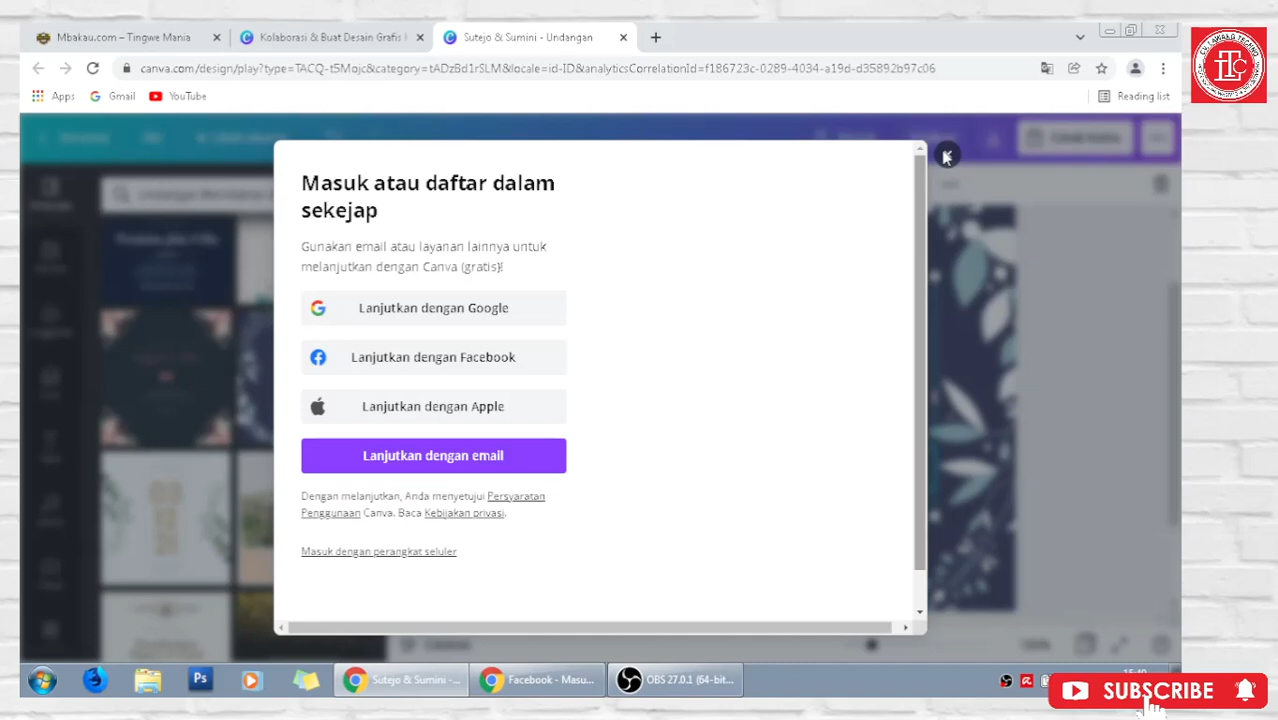 Mbakau.com – Tingwe Mania
Kolaborasi & Buat Desain Grafis
Sutejo & Sumini - Undangan
canva.com/design/play?type=TACQ-t5Mojc&category=tADzBd1rSLM&locale=id-ID&analyticsCorrelationId=f186723c-0289-4034-a19d-d35892b97c06
Apps
Gmail
YouTube
Reading list
Masuk atau daftar dalam
sekejap
Gunakan email atau layanan lainnya untuk
melanjutkan dengan Canva (gratis)!
Lanjutkan dengan Google
Lanjutkan dengan Facebook
Lanjutkan dengan Apple
Lanjutkan dengan email
Dengan melanjutkan, Anda menyetujui Persyaratan
Penggunaan Canva. Baca Kebijakan privasi.
Masuk dengan perangkat seluler
Ps
Sutejo & Sumini -...
Facebook - Masu...
OBS 27.0.1 (64-bit...
SUBSCRIBE